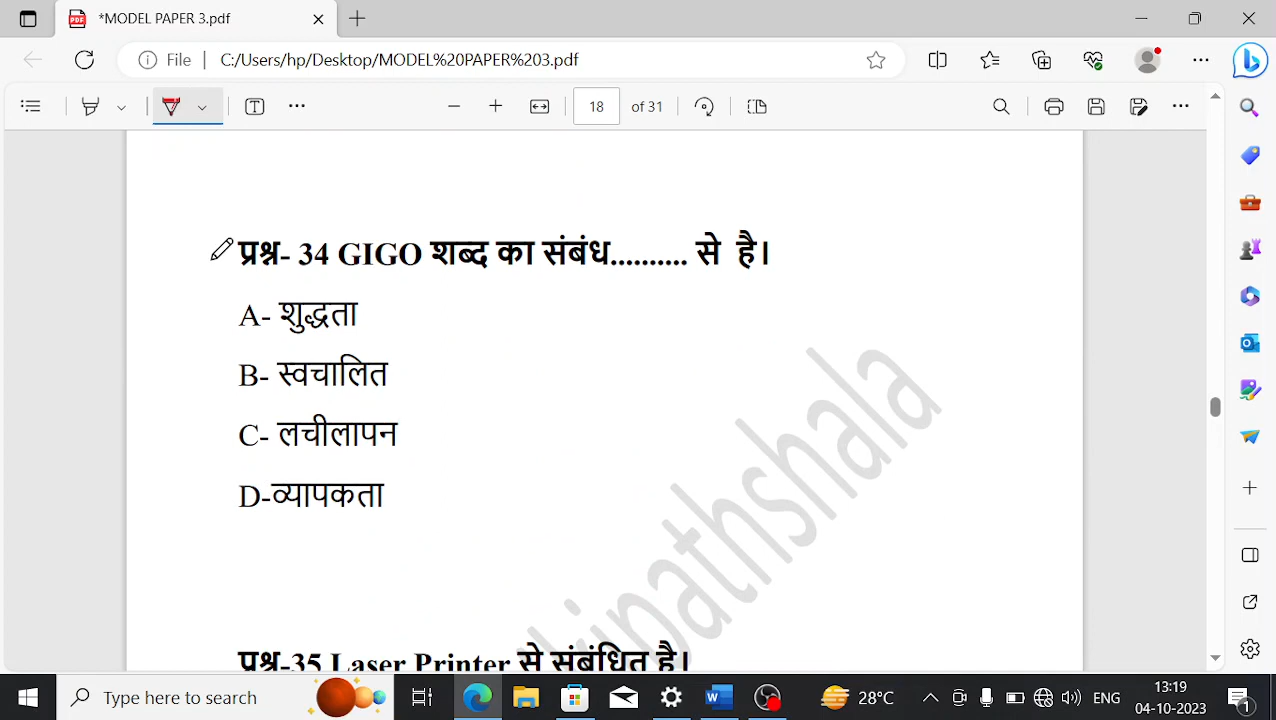 *MODEL PAPER 3.pdf
File | C:/Users/hp/Desktop/MODEL%20PAPER%203.pdf
18 of 31
प्रश्न- 34 GIGO शब्द का संबंध.......... से है।
A- शुद्धता
B- स्वचालित
C- लचीलापन
D-व्यापकता
प्रश्न-35 Laser Printer से संबंधित है।
Type here to search
28°C
ENG
13:19
04-10-2023
1